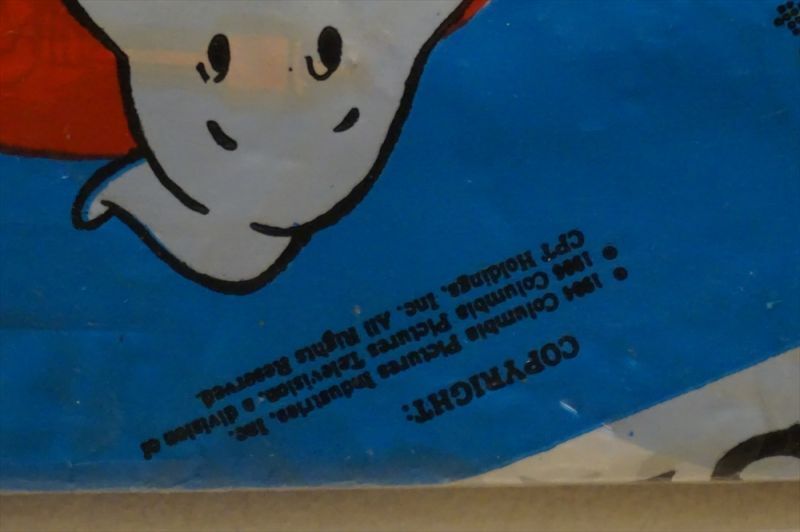 COPYRIGHT:
● 1984 Columbia Pictures Industries, Inc.
● 1986 Columbia Pictures Television, a division of
CPT Holdings, Inc. All Rights Reserved.